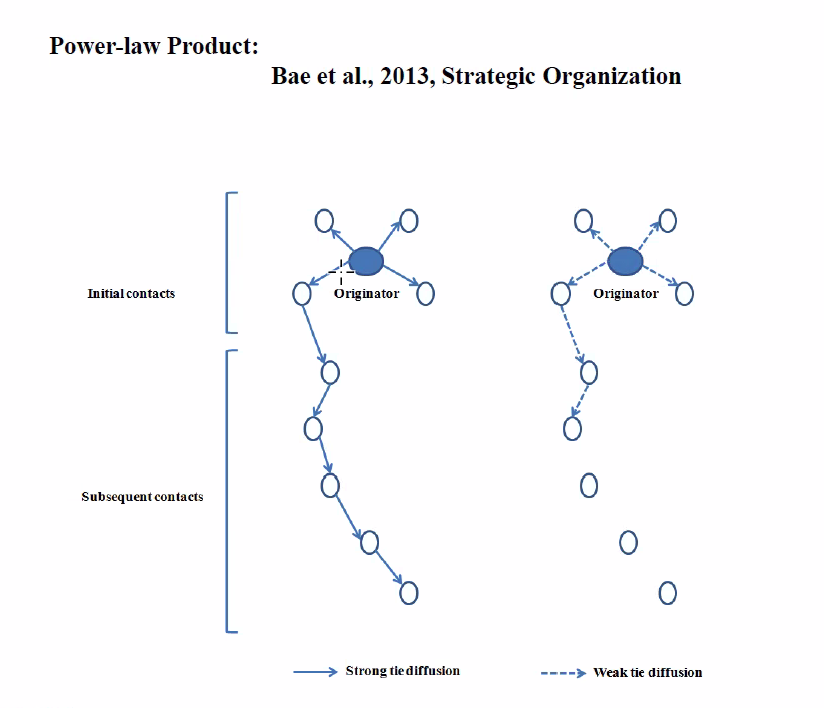 Power-law Product:
Bae et al., 2013, Strategic Organization
Initial contacts
Originator
Originator
Subsequent contacts
Strong tie diffusion
Weak tie diffusion